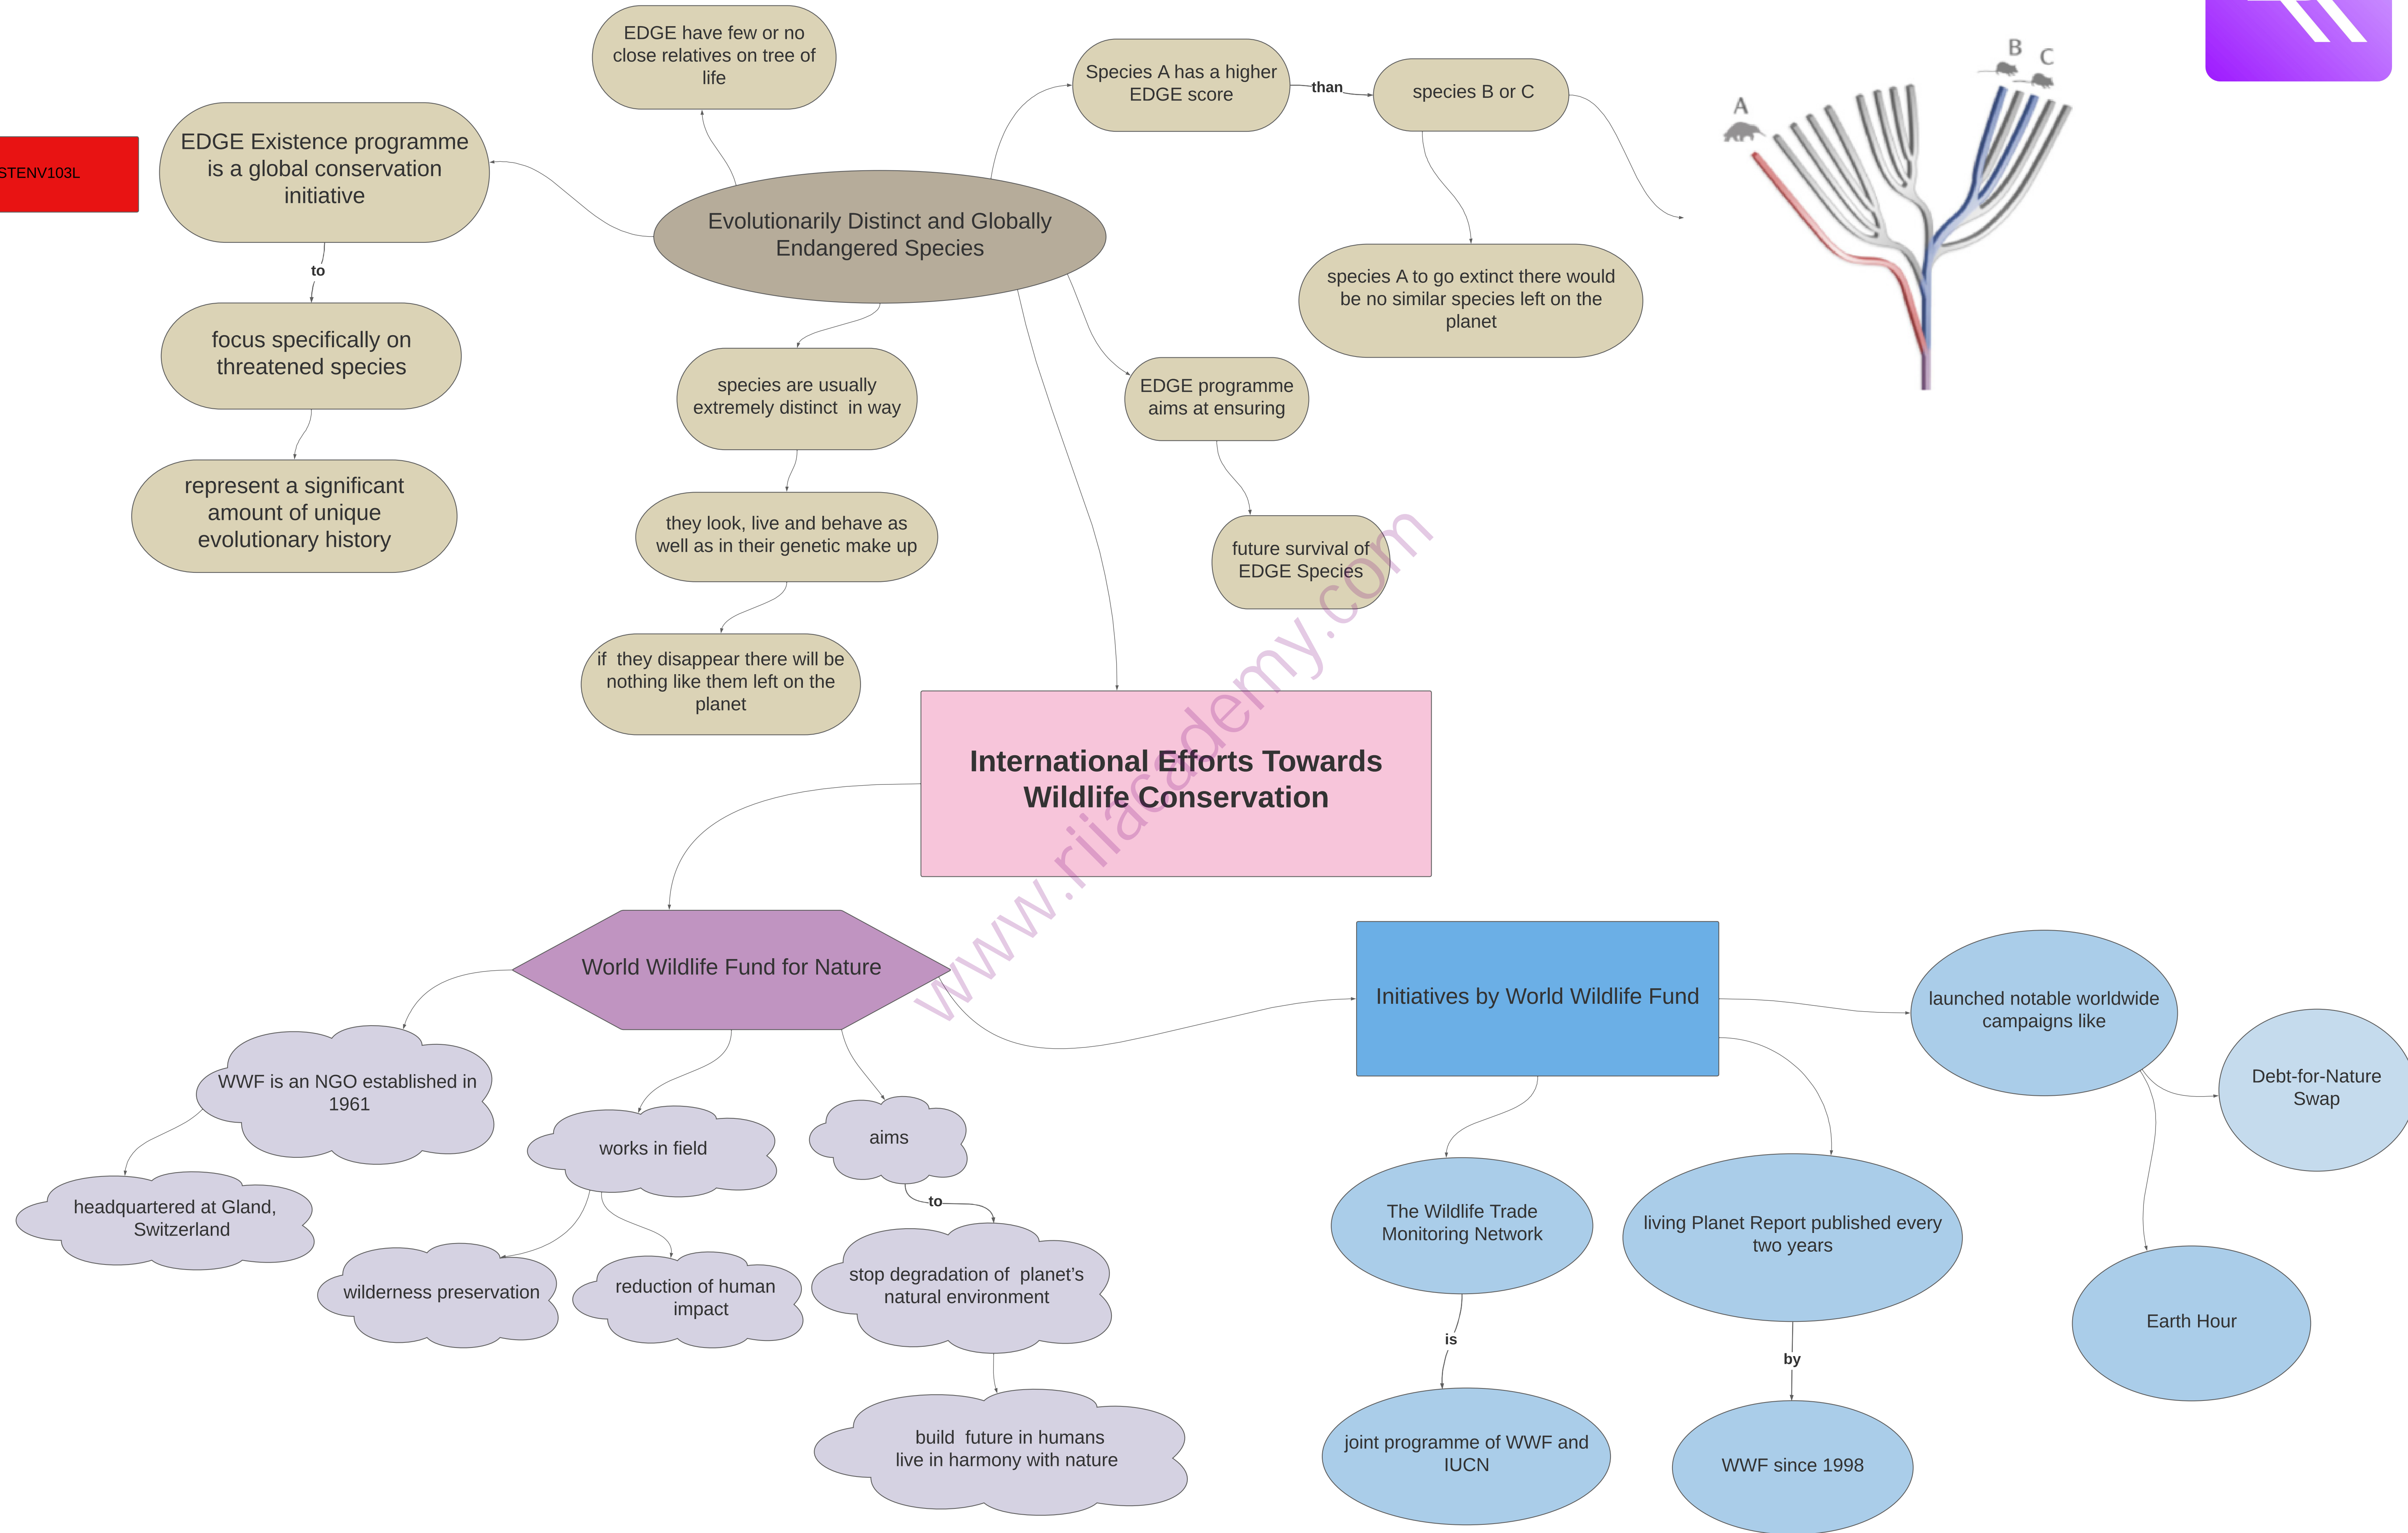 EDGE have few or no
close relatives on tree of
life
Species A has a higher
EDGE score
than
species B or C
B
C
A
STENV103L
EDGE Existence programme
is a global conservation
initiative
to
focus specifically on
threatened species
represent a significant
amount of unique
evolutionary history
Evolutionarily Distinct and Globally
Endangered Species
species A to go extinct there would
be no similar species left on the
planet
species are usually
extremely distinct  in way
they look, live and behave as
well as in their genetic make up
if  they disappear there will be
nothing like them left on the
planet
EDGE programme
aims at ensuring
future survival of
EDGE Species
International Efforts Towards
Wildlife Conservation
World Wildlife Fund for Nature
WWF is an NGO established in
1961
headquartered at Gland,
Switzerland
works in field
wilderness preservation
reduction of human
impact
aims
to
stop degradation of  planet’s
natural environment
build  future in humans
live in harmony with nature
Initiatives by World Wildlife Fund
The Wildlife Trade
Monitoring Network
is
joint programme of WWF and
IUCN
living Planet Report published every
two years
by
WWF since 1998
launched notable worldwide
campaigns like
Debt-for-Nature
Swap
Earth Hour